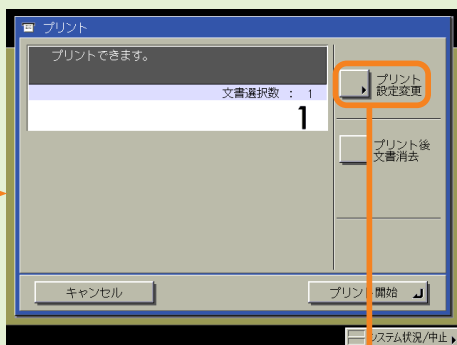 プリント
プリントできます。
文書選択数 : 1
1
プリント
設定変更
プリント後
文書消去
キャンセル
プリント開始
システム状況/中止